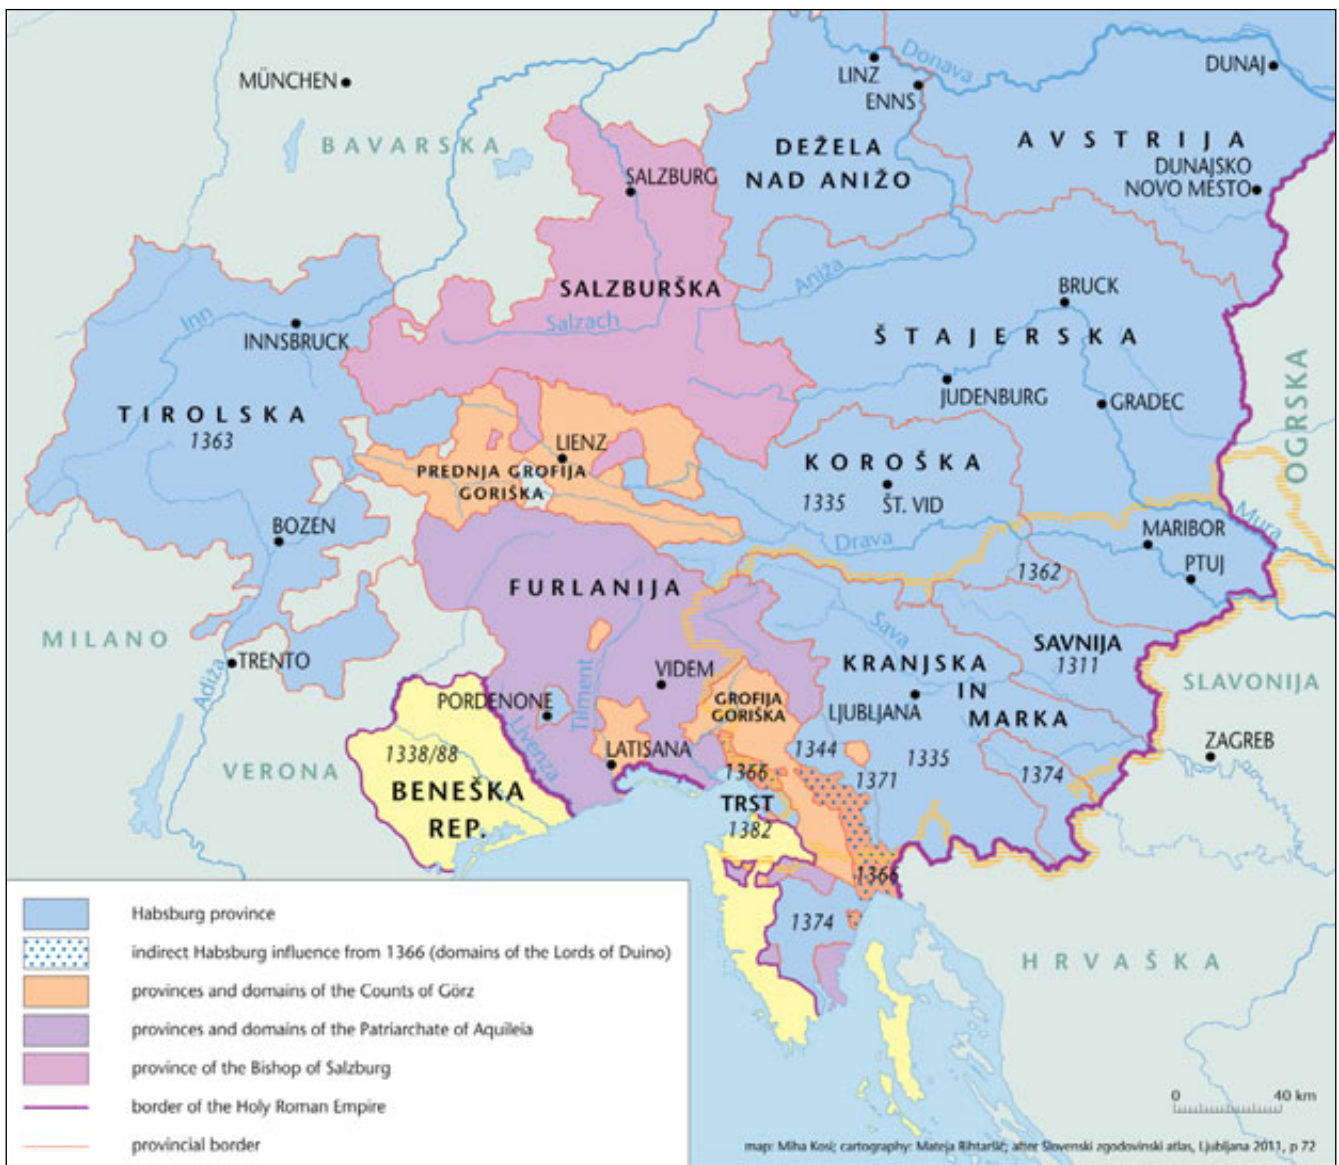 MÜNCHEN
BAVARSKA
LINZ
ENNS
Donava
DUNAJ
AVSTRIJA
DEŽELA
NAD ANIŽO
DUNAJSKO
NOVO MESTO
SALZBURG
SALZBURŠKA
Salzach
Aniža
BRUCK
ŠTAJERSKA
JUDENBURG
GRADEC
OGRSKA
Inn
INNSBRUCK
TIROLSKA
1363
LIENZ
PREDNJA GROFIJA
GORIŠKA
KOROŠKA
1335
ŠT. VID
Drava
Mura
MARIBOR
PTUJ
1362
BOZEN
FURLANIJA
MILANO
TRENTO
Adiža
VERONA
Sava
SAVNIJA
1311
KRANJSKA
IN
MARKA
LJUBLJANA
SLAVONIJA
ZAGREB
VIDEM
Tilment
PORDENONE
Livenza
LATISANA
GROFIJA
GORIŠKA
1338/88
BENEŠKA
REP.
1344
1335
1371
1374
1366
TRST
1382
1366
1374
HRVAŠKA
Habsburg province
indirect Habsburg influence from 1366 (domains of the Lords of Duino)
provinces and domains of the Counts of Görz
provinces and domains of the Patriarchate of Aquileia
province of the Bishop of Salzburg
border of the Holy Roman Empire
provincial border
0 40 km
map: Miha Kosi; cartography: Mateja Rihtaršič; after Slovenski zgodovinski atlas, Ljubljana 2011, p 72